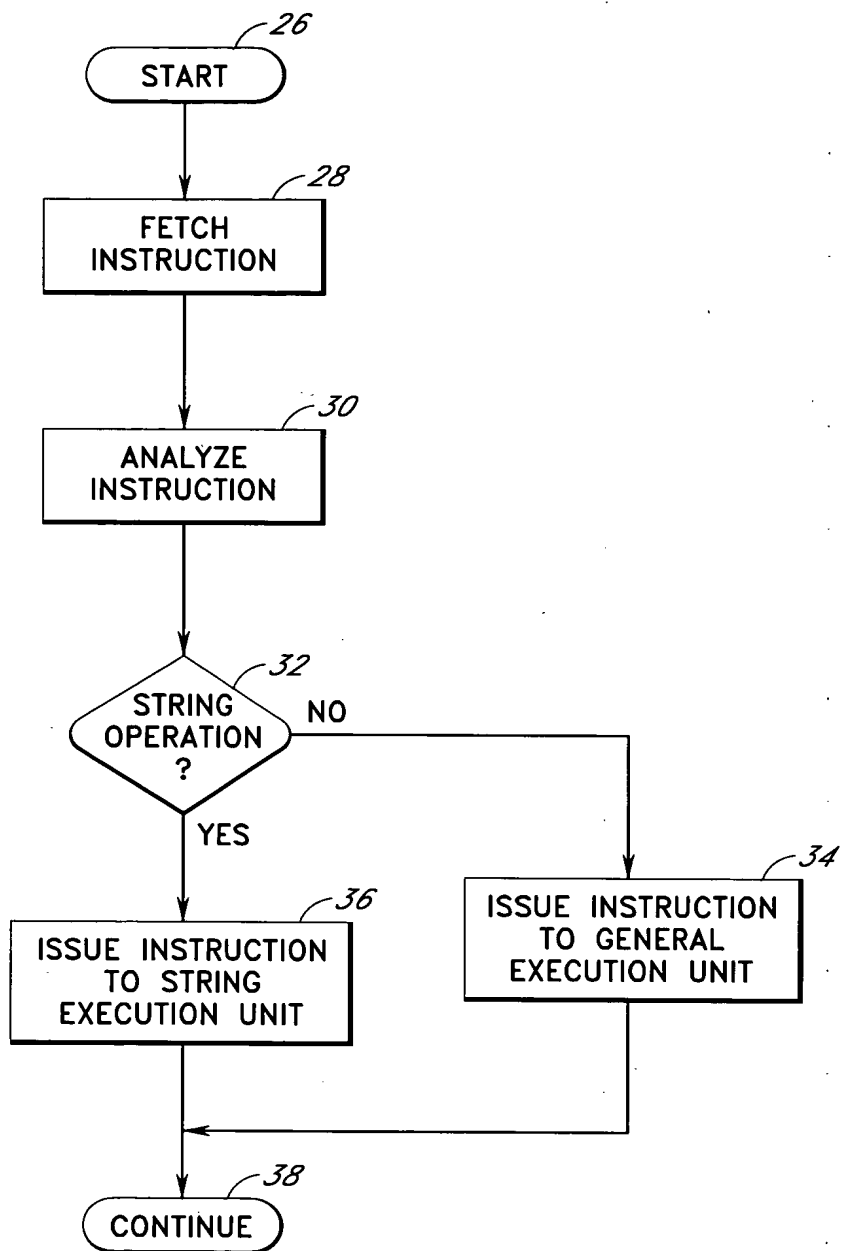 26
START
28
FETCH
INSTRUCTION
30
ANALYZE
INSTRUCTION
32
STRING
OPERATION
?
NO
YES
34
ISSUE INSTRUCTION
TO GENERAL
EXECUTION UNIT
36
ISSUE INSTRUCTION
TO STRING
EXECUTION UNIT
38
CONTINUE